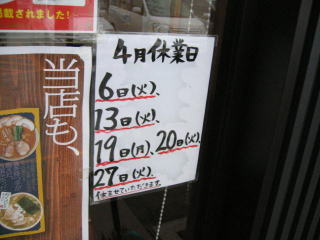 掲載されました!
当店も、
4月休業日
6日(火)、
13日(火)、
19日(月)、20日(火)、
27日(火)、
休ませていただきます。